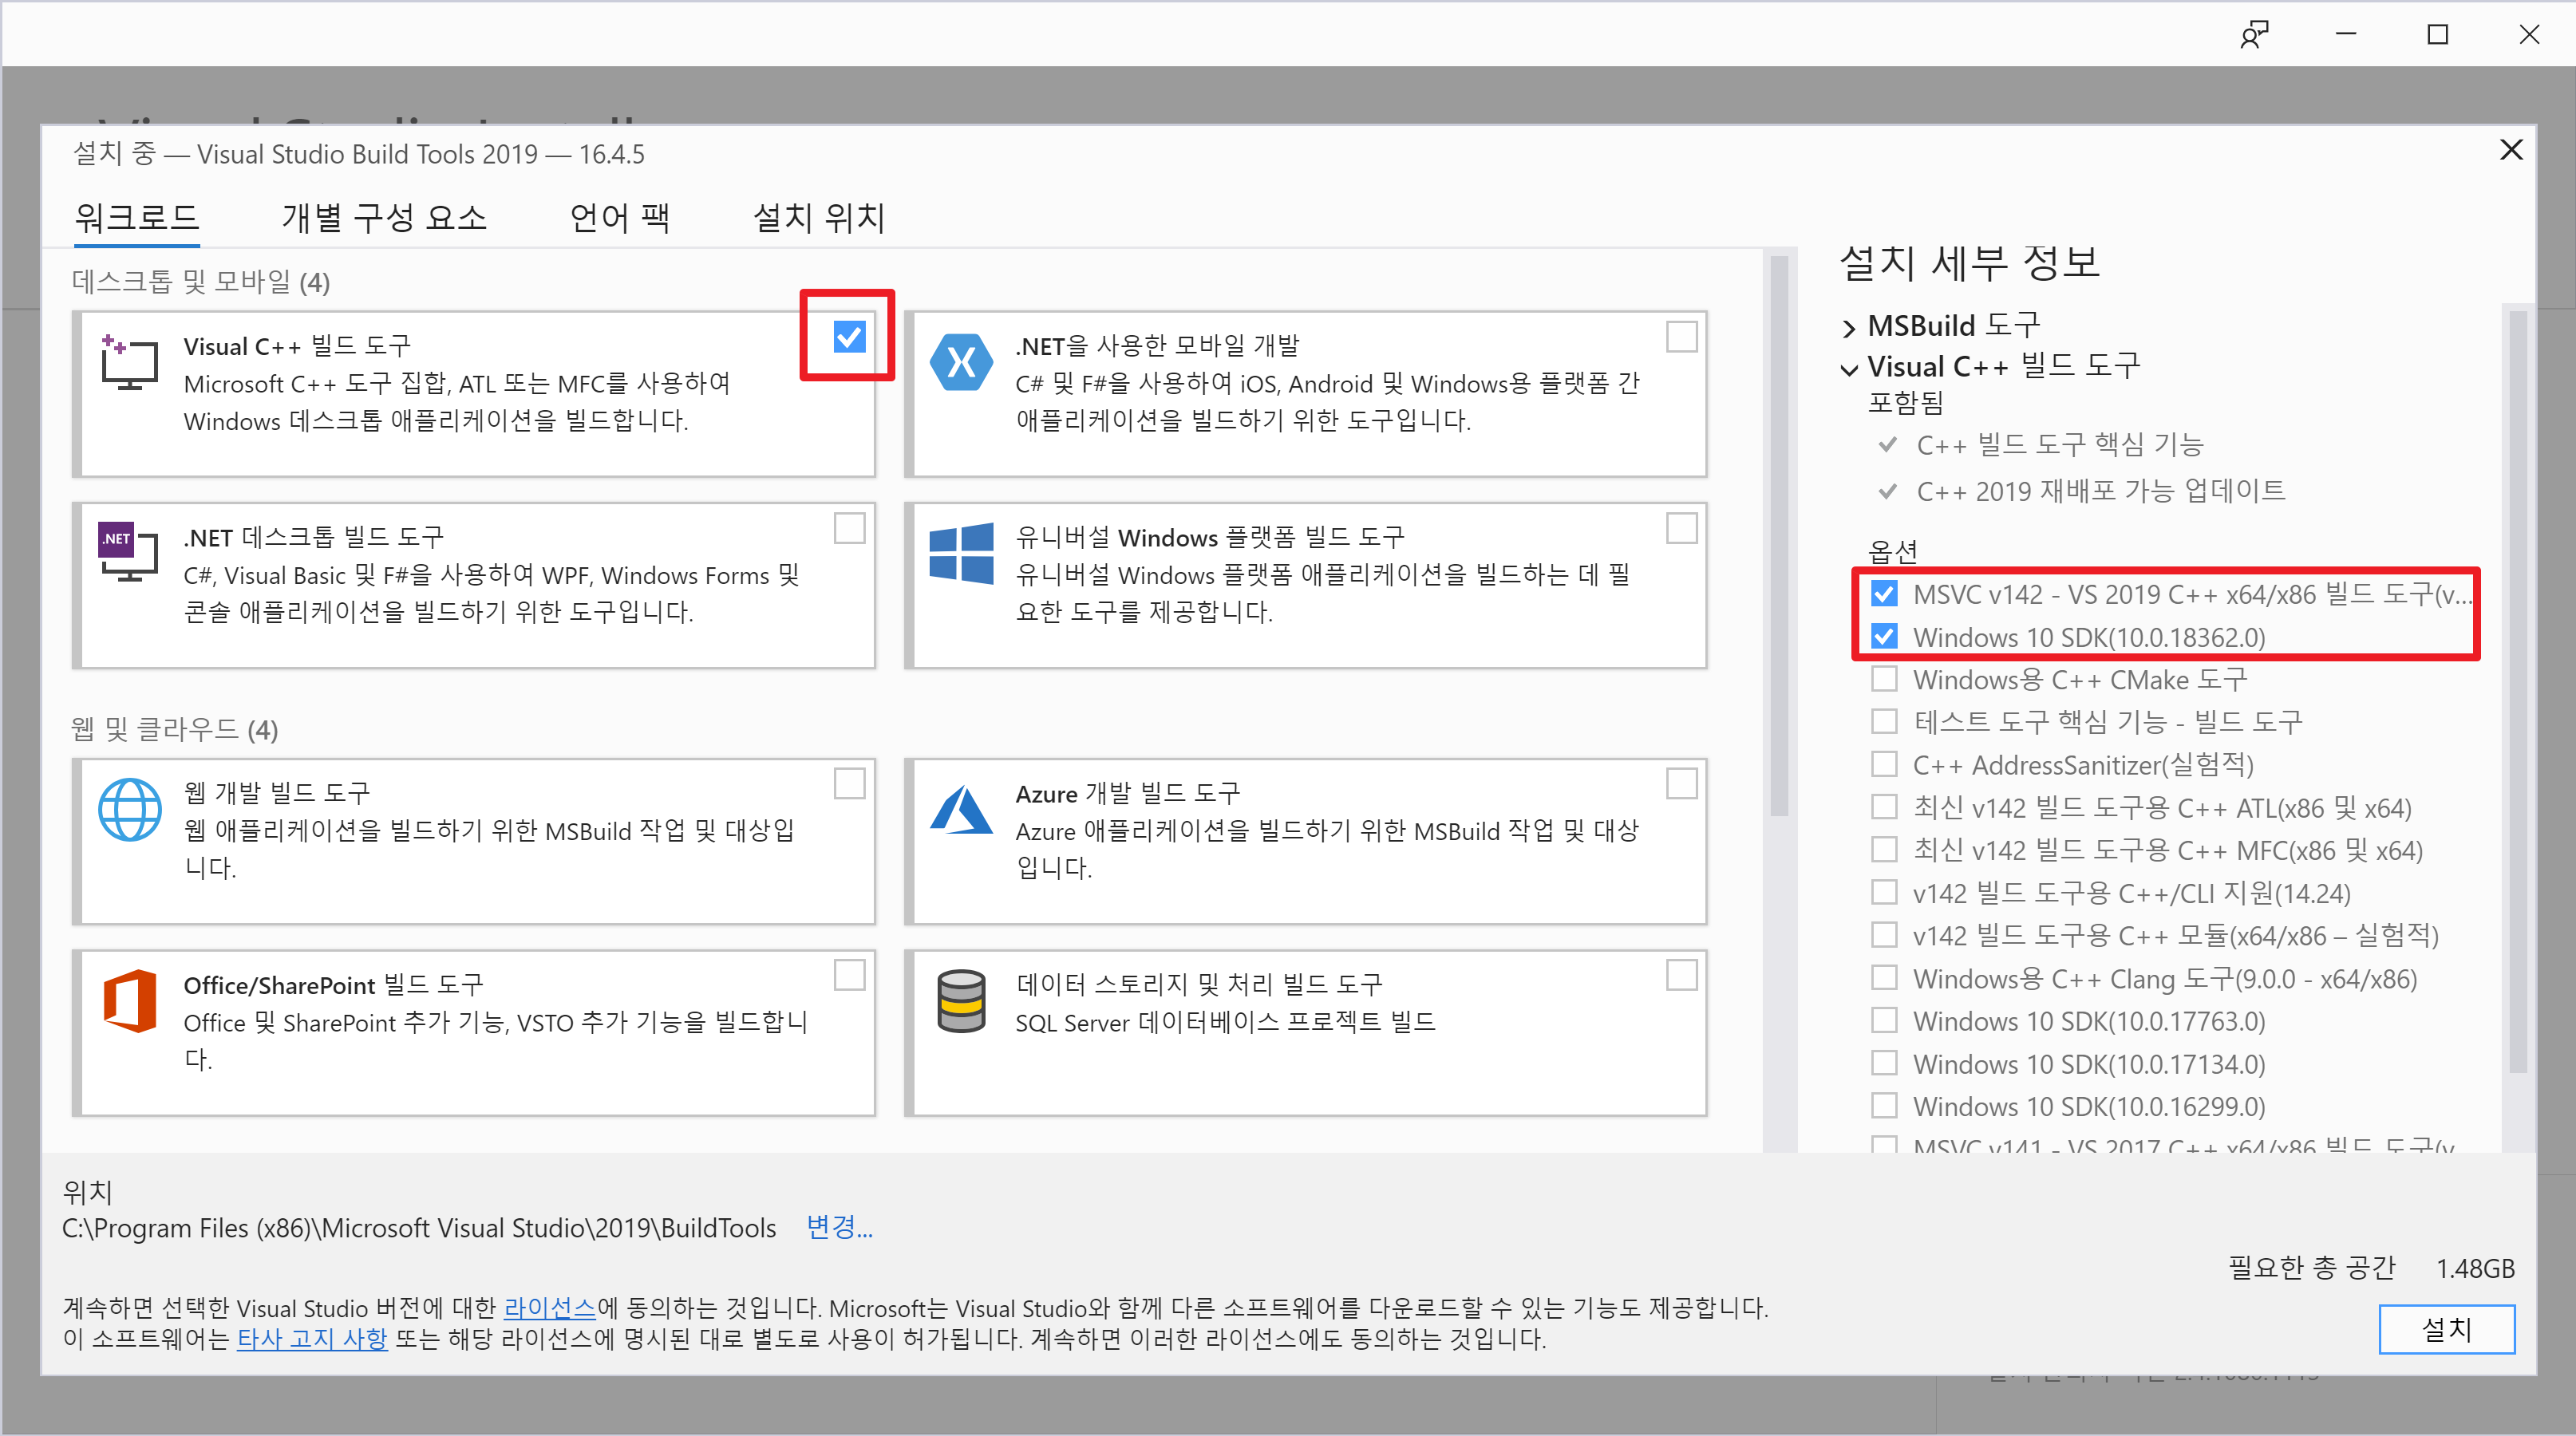 설치 중 — Visual Studio Build Tools 2019 — 16.4.5
워크로드 개별 구성 요소 언어 팩 설치 위치
데스크톱 및 모바일 (4)
Visual C++ 빌드 도구
Microsoft C++ 도구 집합, ATL 또는 MFC를 사용하여
Windows 데스크톱 애플리케이션을 빌드합니다.
.NET을 사용한 모바일 개발
C# 및 F#을 사용하여 iOS, Android 및 Windows용 플랫폼 간
애플리케이션을 빌드하기 위한 도구입니다.
.NET
.NET 데스크톱 빌드 도구
C#, Visual Basic 및 F#을 사용하여 WPF, Windows Forms 및
콘솔 애플리케이션을 빌드하기 위한 도구입니다.
유니버설 Windows 플랫폼 빌드 도구
유니버설 Windows 플랫폼 애플리케이션을 빌드하는 데 필
요한 도구를 제공합니다.
웹 및 클라우드 (4)
웹 개발 빌드 도구
웹 애플리케이션을 빌드하기 위한 MSBuild 작업 및 대상입
니다.
Azure 개발 빌드 도구
Azure 애플리케이션을 빌드하기 위한 MSBuild 작업 및 대상
입니다.
Office/SharePoint 빌드 도구
Office 및 SharePoint 추가 기능, VSTO 추가 기능을 빌드합니
다.
데이터 스토리지 및 처리 빌드 도구
SQL Server 데이터베이스 프로젝트 빌드
설치 세부 정보
MSBuild 도구
Visual C++ 빌드 도구
포함됨
C++ 빌드 도구 핵심 기능
C++ 2019 재배포 가능 업데이트
옵션
MSVC v142 - VS 2019 C++ x64/x86 빌드 도구(v...
Windows 10 SDK(10.0.18362.0)
Windows용 C++ CMake 도구
테스트 도구 핵심 기능 - 빌드 도구
C++ AddressSanitizer(실험적)
최신 v142 빌드 도구용 C++ ATL(x86 및 x64)
최신 v142 빌드 도구용 C++ MFC(x86 및 x64)
v142 빌드 도구용 C++/CLI 지원(14.24)
v142 빌드 도구용 C++ 모듈(x64/x86 – 실험적)
Windows용 C++ Clang 도구(9.0.0 - x64/x86)
Windows 10 SDK(10.0.17763.0)
Windows 10 SDK(10.0.17134.0)
Windows 10 SDK(10.0.16299.0)
MSVC v141 - VS 2017 C++ x64/x86 빌드 도구(v
위치
C:\Program Files (x86)\Microsoft Visual Studio\2019\BuildTools 변경...
필요한 총 공간 1.48GB
계속하면 선택한 Visual Studio 버전에 대한 라이선스에 동의하는 것입니다. Microsoft는 Visual Studio와 함께 다른 소프트웨어를 다운로드할 수 있는 기능도 제공합니다.
이 소프트웨어는 타사 고지 사항 또는 해당 라이선스에 명시된 대로 별도로 사용이 허가됩니다. 계속하면 이러한 라이선스에도 동의하는 것입니다.
설치